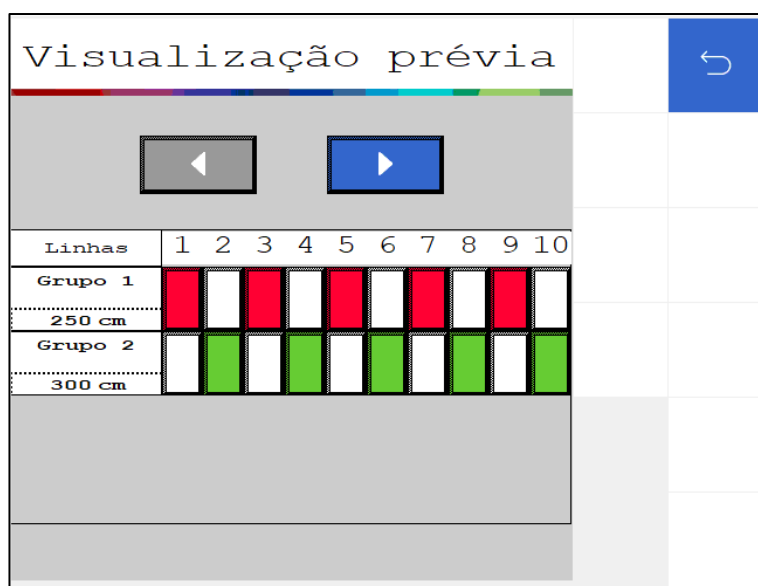 Visualização prévia
Linhas 1 2 3 4 5 6 7 8 9 10
Grupo 1
250 cm
Grupo 2
300 cm